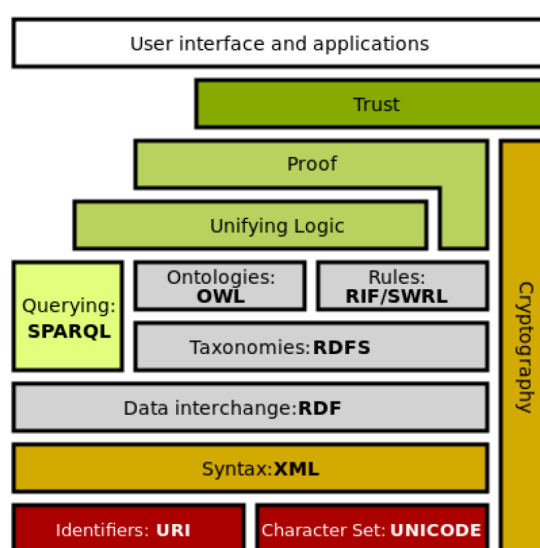 User interface and applications
Trust
Proof
Unifying Logic
Ontologies:
OWL
Rules:
RIF/SWRL
Querying:
SPARQL
Taxonomies:RDFS
Cryptography
Data interchange:RDF
Syntax:XML
Identifiers: URI
Character Set: UNICODE